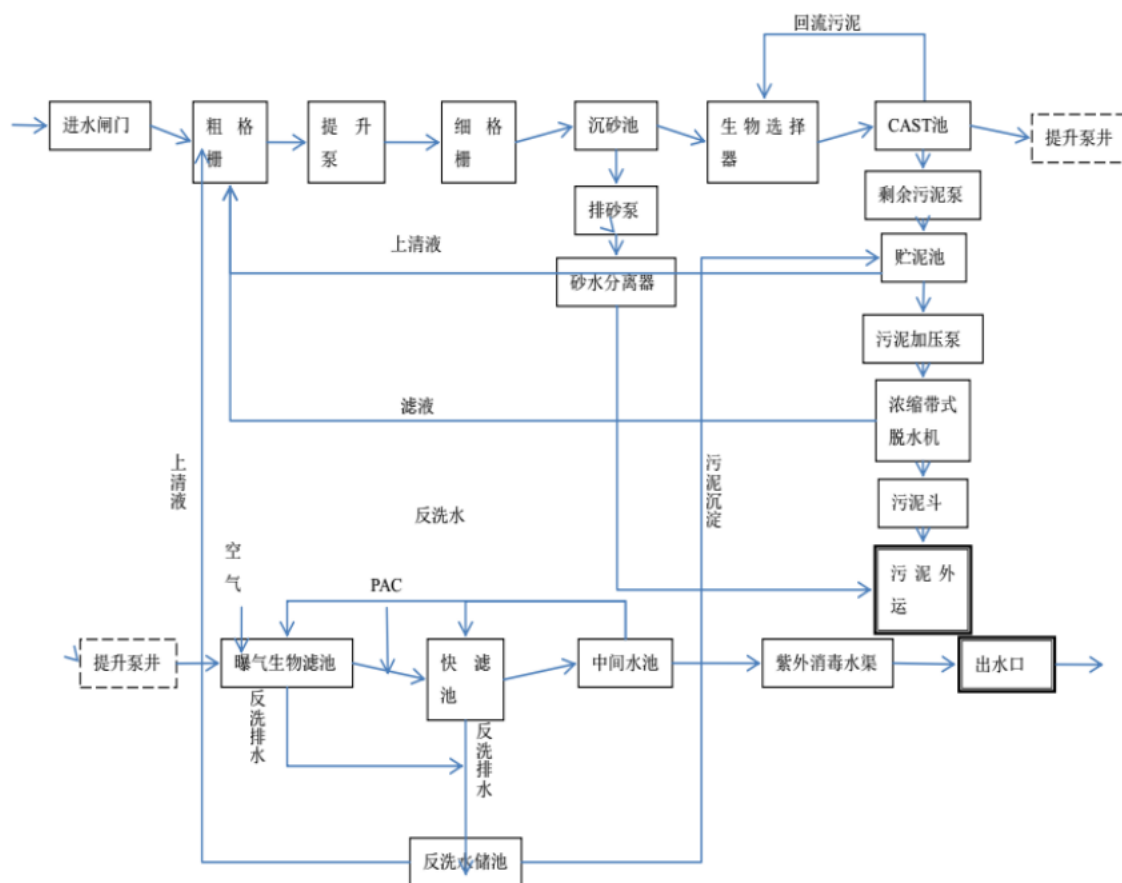 回流污泥
进水闸门
粗 格
栅
提 升
泵
细 格
栅
沉砂池
生 物 选 择
器
CAST池
提升泵井
排砂泵
剩余污泥泵
上清液
贮泥池
砂水分离器
污泥加压泵
滤液
浓缩带式
脱水机
上清液
污泥沉淀
污泥斗
反洗水
空
气
PAC
污 泥 外
运
提升泵井
曝气生物滤池
快 滤
池
中间水池
紫外消毒水渠
出水口
反洗排水
反洗排水
反洗水储池